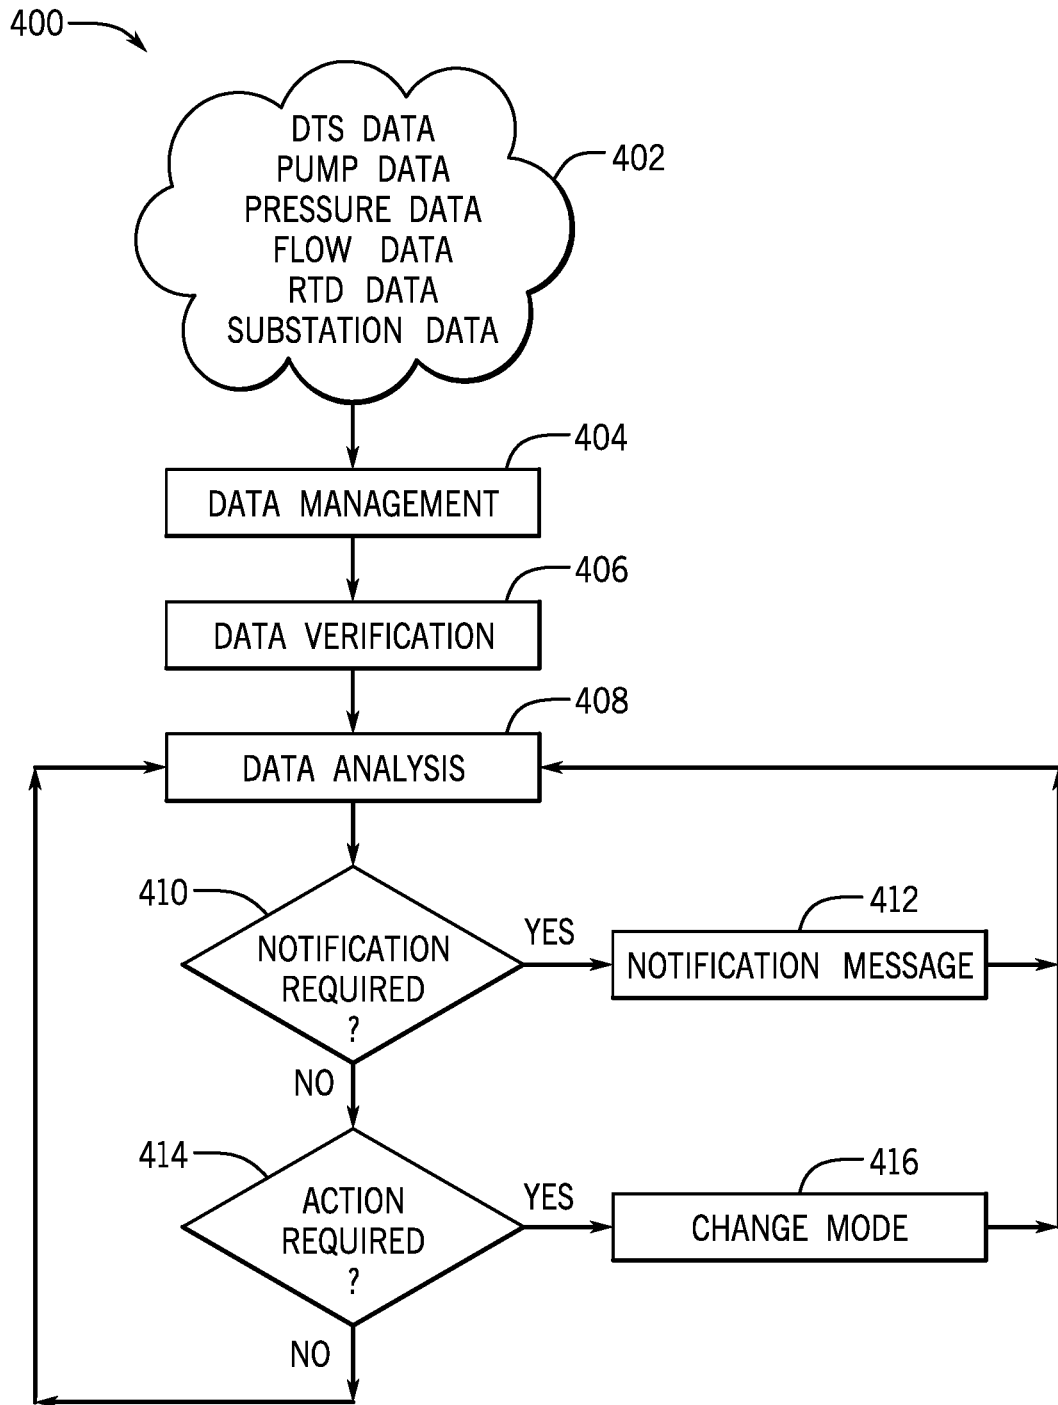 400
DTS DATA
PUMP DATA
PRESSURE DATA
FLOW DATA
RTD DATA
SUBSTATION DATA
402
404
DATA MANAGEMENT
406
DATA VERIFICATION
408
DATA ANALYSIS
410
NOTIFICATION
REQUIRED
?
YES
412
NOTIFICATION MESSAGE
NO
414
ACTION
REQUIRED
?
YES
416
CHANGE MODE
NO